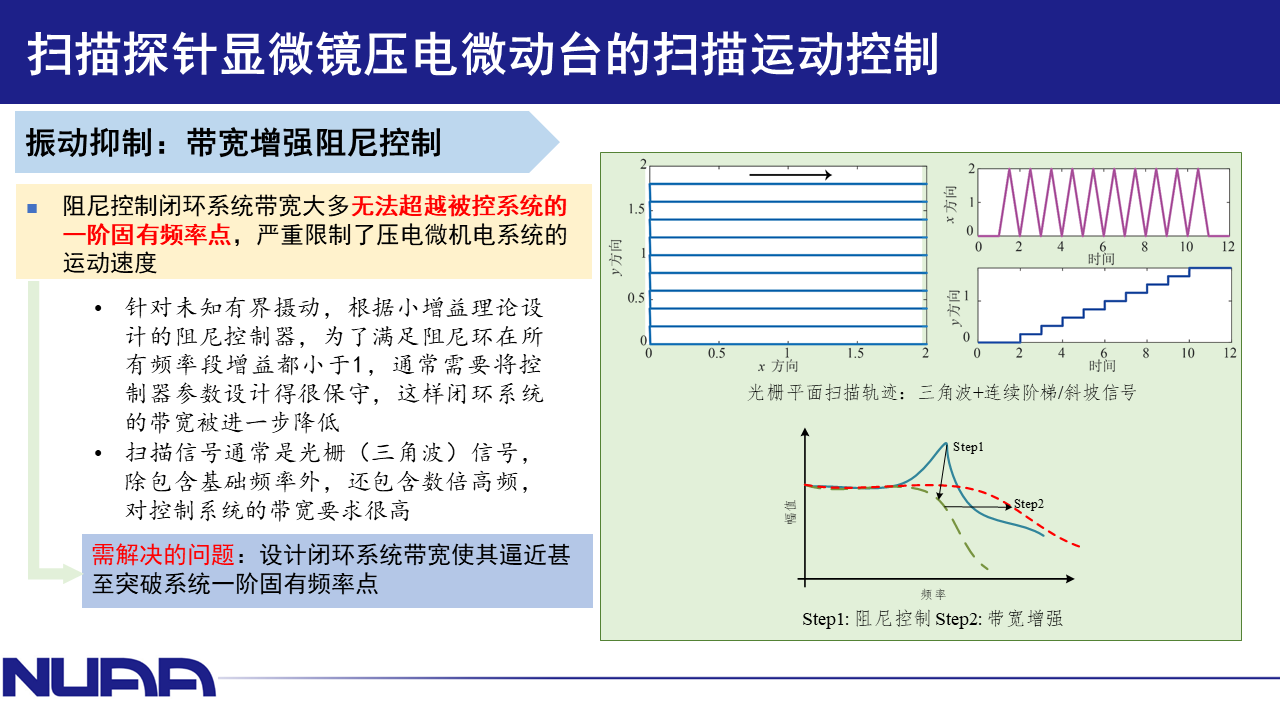 扫描探针显微镜压电微动台的扫描运动控制
振动抑制：带宽增强阻尼控制
阻尼控制闭环系统带宽大多无法超越被控系统的
一阶固有频率点，严重限制了压电微机电系统的
运动速度
• 针对未知有界摄动，根据小增益理论设
计的阻尼控制器，为了满足阻尼环在所
有频率段增益都小于1，通常需要将控
制器参数设计得很保守，这样闭环系统
的带宽被进一步降低
• 扫描信号通常是光栅（三角波）信号，
除包含基础频率外，还包含数倍高频，
对控制系统的带宽要求很高
需解决的问题：设计闭环系统带宽使其逼近甚
至突破系统一阶固有频率点
2
1.5
1
0.5
0
y方向
0 0.5 1 1.5 2
x 方向
2
1
0
x 方向
0 2 4 6 8 10 12
时间
1
0
y方向
0 2 4 6 8 10 12
时间
光栅平面扫描轨迹：三角波+连续阶梯/斜坡信号
Step1
Step2
幅值
频率
Step1: 阻尼控制 Step2: 带宽增强
NUAA